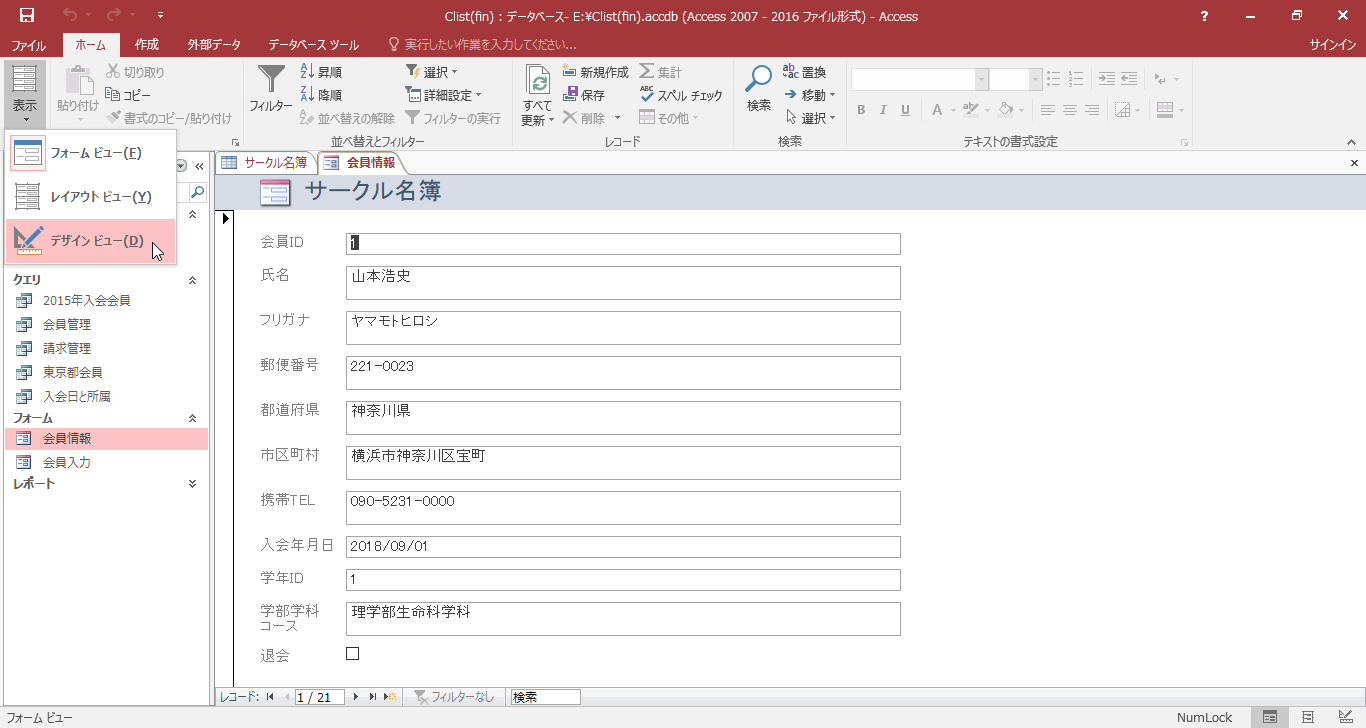 Clist(fin) : データベース- E:¥Clist(fin).accdb (Access 2007 - 2016 ファイル形式) - Access
ファイル ホーム 作成 外部データ データベース ツール 実行したい作業を入力してください... サインイン
表示
貼り付け
切り取り
コピー
書式のコピー/貼り付け
フィルター
昇順
降順
並べ替えの解除
選択
詳細設定
フィルターの実行
並べ替えとフィルター
すべて
更新
新規作成
保存
削除
集計
スペル チェック
その他
レコード
検索
置換
移動
選択
検索
B I U A
テキストの書式設定
フォーム ビュー(F)
レイアウト ビュー(Y)
デザイン ビュー(D)
クエリ
2015年入会会員
会員管理
請求管理
東京都会員
入会日と所属
フォーム
会員情報
会員入力
レポート
サークル名簿 会員情報
サークル名簿
会員ID 1
氏名 山本浩史
フリガナ ヤマモトヒロシ
郵便番号 221-0023
都道府県 神奈川県
市区町村 横浜市神奈川区宝町
携帯TEL 090-5231-0000
入会年月日 2018/09/01
学年ID 1
学部学科 理学部生命科学科
コース
退会
レコード: 1 / 21 フィルターなし 検索
フォーム ビュー NumLock